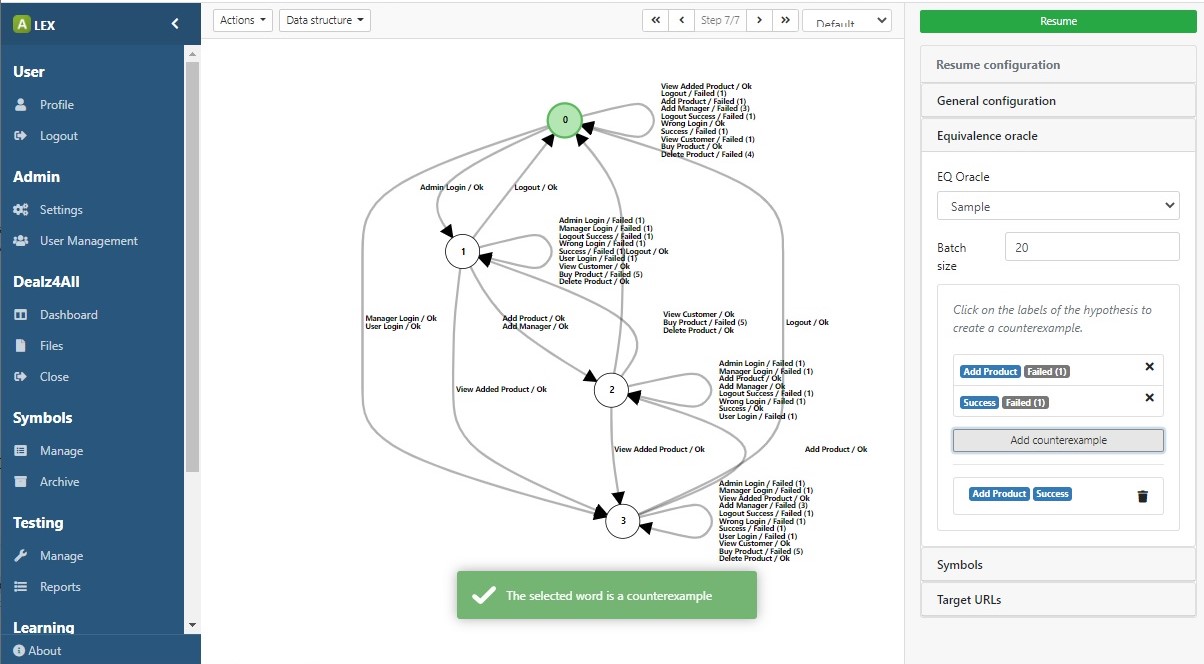 A LEX
User
Profile
Logout
Admin
Settings
User Management
Dealz4All
Dashboard
Files
Close
Symbols
Manage
Archive
Testing
Manage
Reports
Learning
About
Actions
Data structure
Step 7/7
Default
0
View Added Product / Ok
Logout / Failed (1)
Add Product / Failed (1)
Add Manager / Failed (3)
Logout Success / Failed (1)
Wrong Login / Ok
Success / Failed (1)
View Customer / Failed (1)
Buy Product / Ok
Delete Product / Failed (4)
Admin Login / Ok
Logout / Ok
1
Admin Login / Failed (1)
Manager Login / Failed (1)
Logout Success / Failed (1)
Wrong Login / Failed (1)
Success / Failed (1)
Logout / Ok
User Login / Failed (1)
View Customer / Ok
Buy Product / Failed (5)
Delete Product / Ok
Manager Login / Ok
User Login / Ok
Add Product / Ok
Add Manager / Ok
View Customer / Ok
Buy Product / Failed (5)
Delete Product / Ok
Logout / Ok
View Added Product / Ok
2
Admin Login / Failed (1)
Manager Login / Failed (1)
Add Product / Ok
Add Manager / Ok
Logout Success / Failed (1)
Wrong Login / Failed (1)
Success / Ok
User Login / Failed (1)
View Added Product / Ok
Add Product / Ok
3
Admin Login / Failed (1)
Manager Login / Failed (1)
View Added Product / Ok
Add Manager / Failed (3)
Logout Success / Failed (1)
Wrong Login / Failed (1)
Success / Failed (1)
User Login / Failed (1)
View Customer / Ok
Buy Product / Failed (5)
Delete Product / Ok
The selected word is a counterexample
Resume
Resume configuration
General configuration
Equivalence oracle
EQ Oracle
Sample
Batch
size
20
Click on the labels of the hypothesis to
create a counterexample.
Add Product Failed (1)
Success Failed (1)
Add counterexample
Add Product Success
Symbols
Target URLs